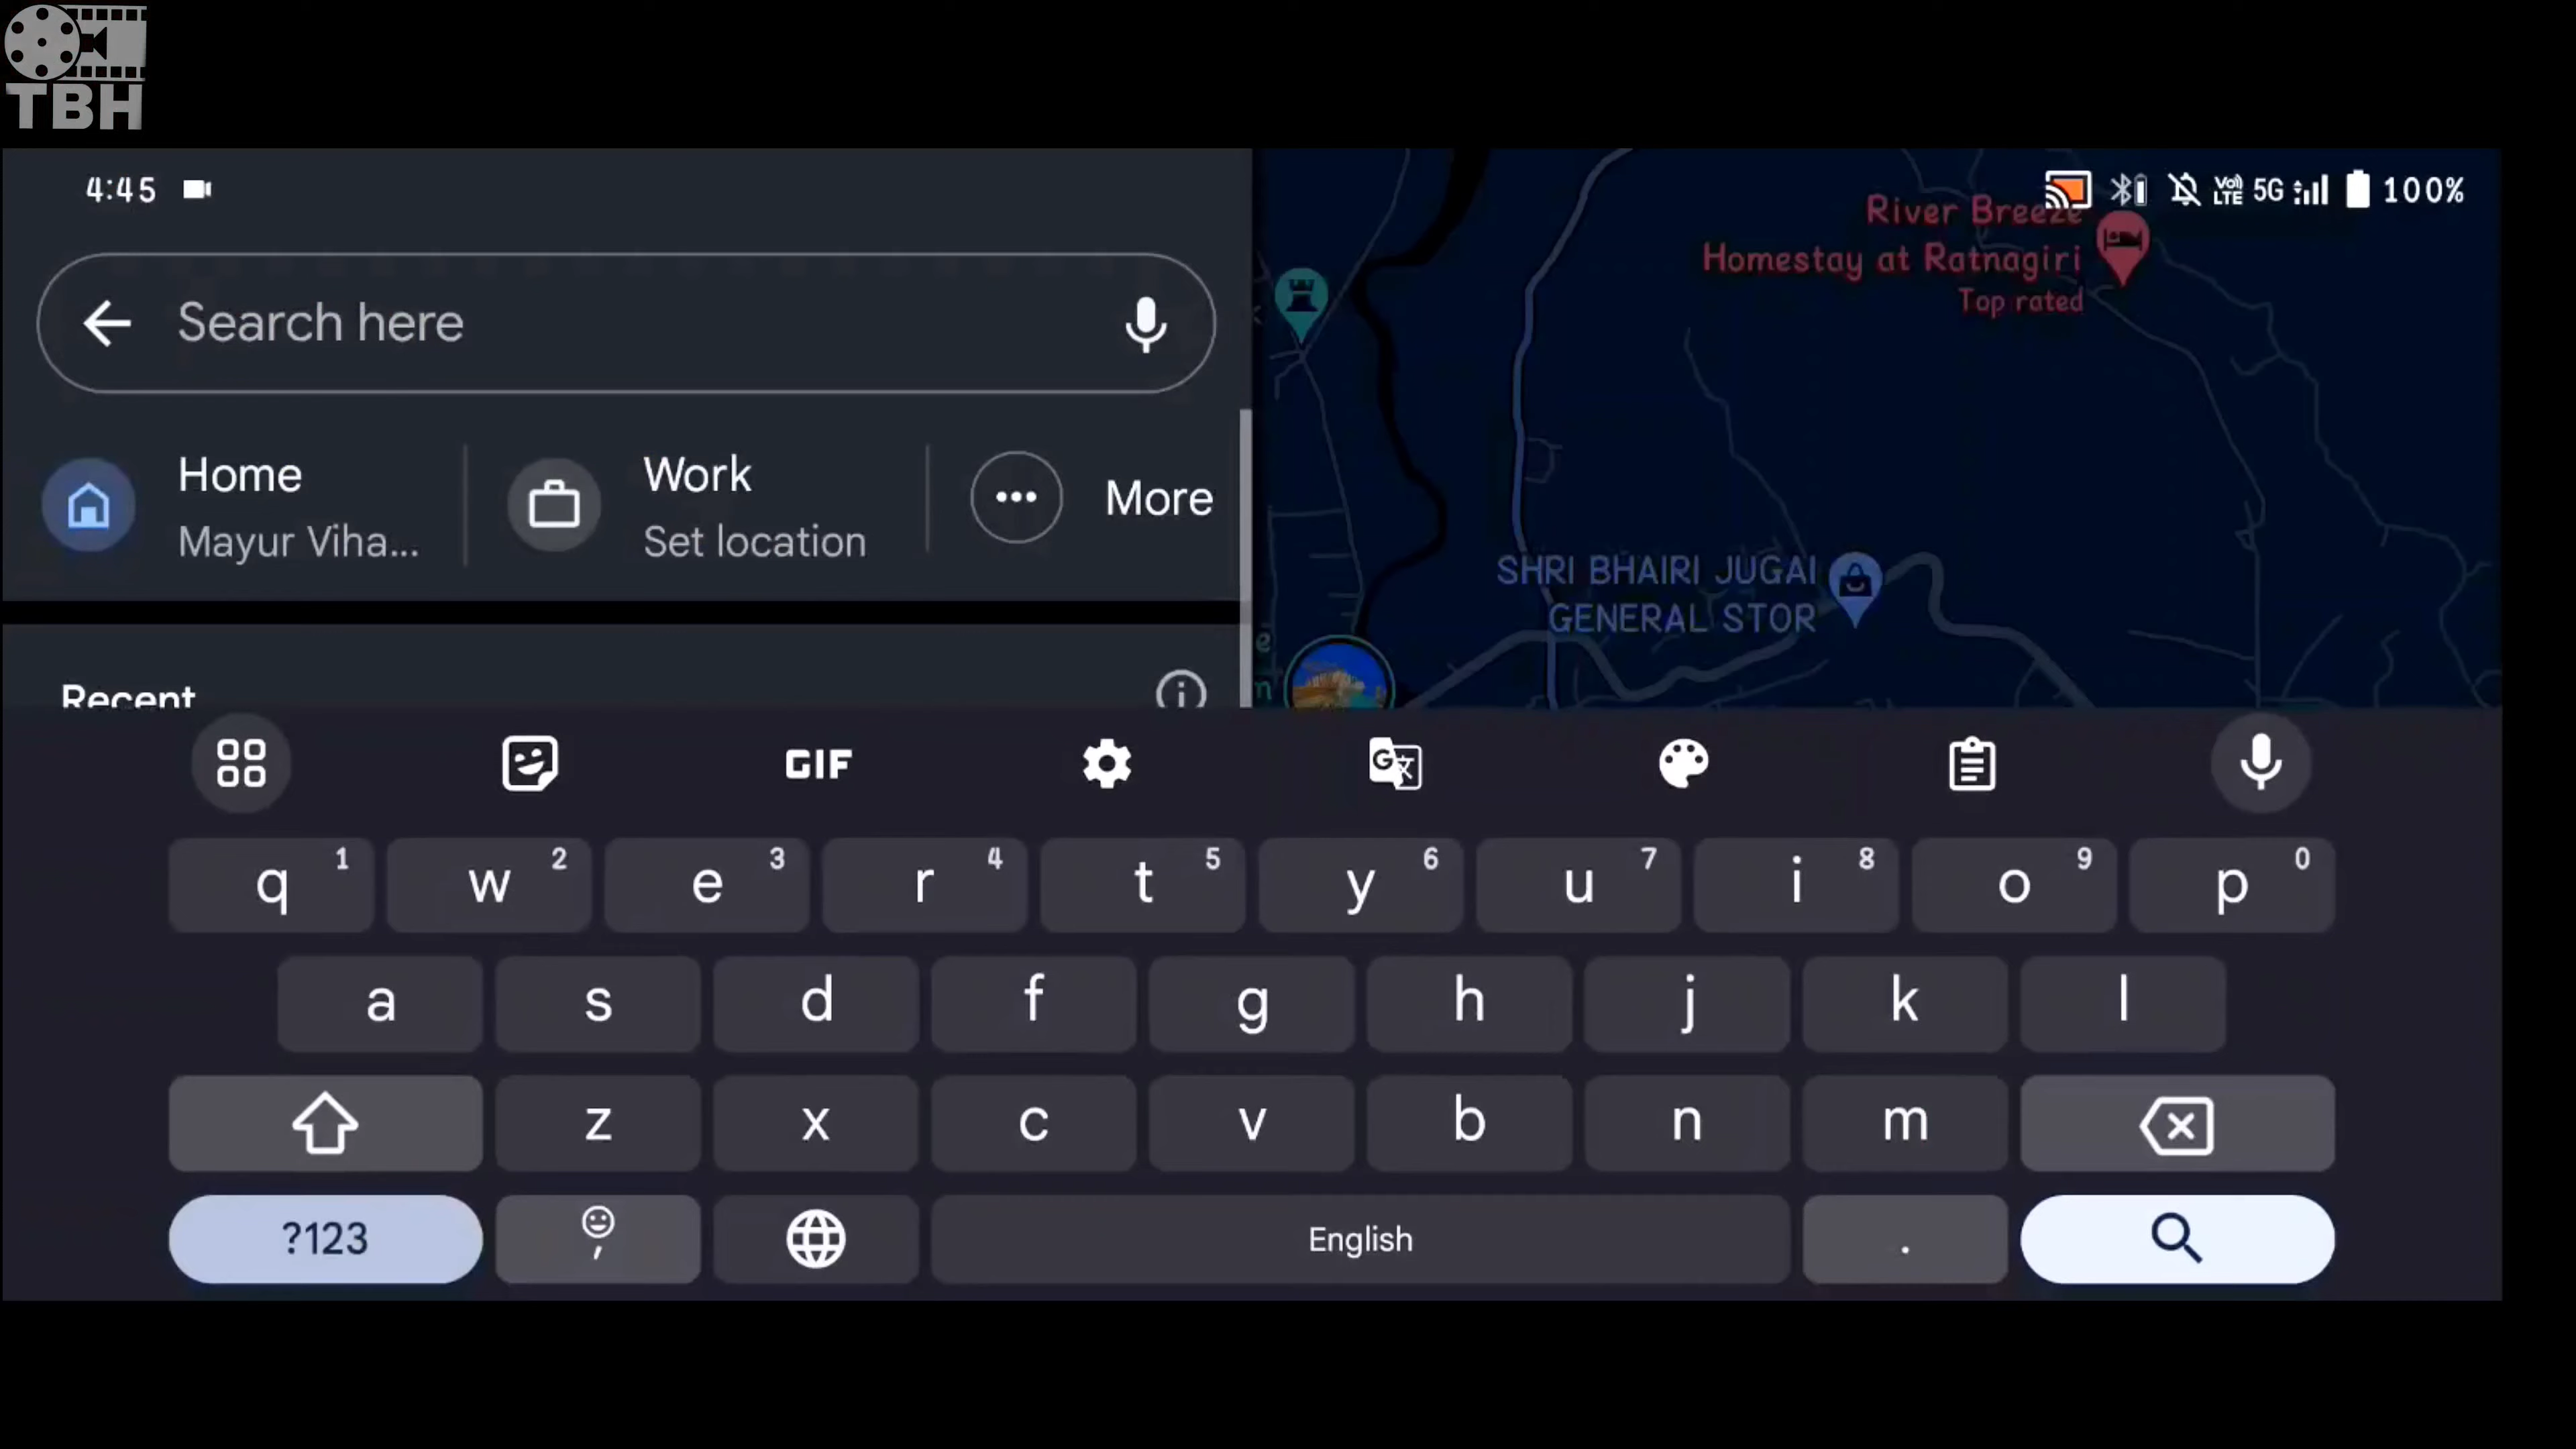 TBH
4:45
100%
5G
Vo)
LTE
Search here
Home
Mayur Viha...
Work
Set location
More
Recent
River Breeze
Homestay at Ratnagiri
Top rated
SHRI BHAIRI JUGAI
GENERAL STOR
GIF
q 1 w 2 e 3 r 4 t 5 y 6 u 7 i 8 o 9 p 0
a s d f g h j k l
z x c v b n m
?123 , English .